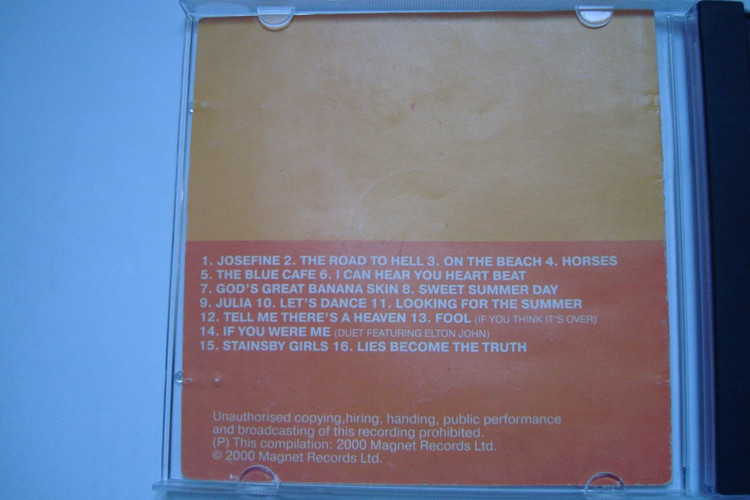 1. JOSEFINE 2. THE ROAD TO HELL 3. ON THE BEACH 4. HORSES
5. THE BLUE CAFE 6. I CAN HEAR YOU HEART BEAT
7. GOD'S GREAT BANANA SKIN 8. SWEET SUMMER DAY
9. JULIA 10. LET'S DANCE 11. LOOKING FOR THE SUMMER
12. TELL ME THERE'S A HEAVEN 13. FOOL (IF YOU THINK IT'S OVER)
14. IF YOU WERE ME (DUET FEATURING ELTON JOHN)
15. STAINSBY GIRLS 16. LIES BECOME THE TRUTH
Unauthorised copying,hiring, handing, public performance
and broadcasting of this recording prohibited.
(P) This compilation: 2000 Magnet Records Ltd.
© 2000 Magnet Records Ltd.